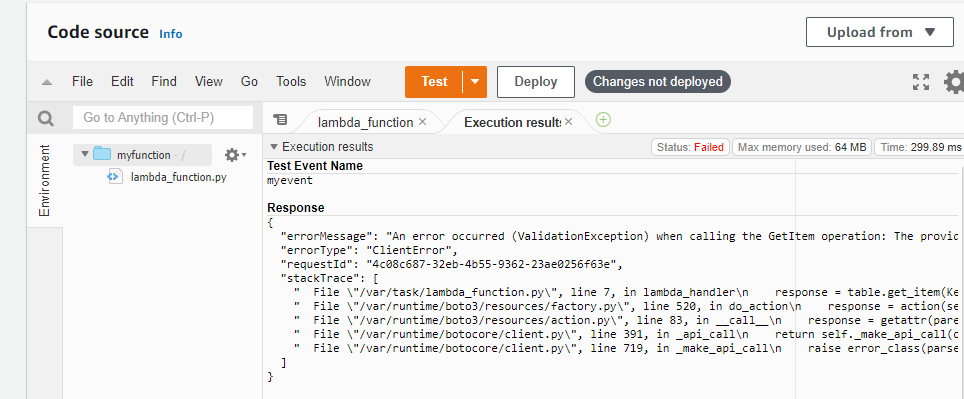 Code source Info
Upload from
File Edit Find View Go Tools Window
Test
Deploy
Changes not deployed
Go to Anything (Ctrl-P)
lambda_function
Execution results
Environment
myfunction - /
lambda_function.py
Execution results
Status: Failed
Max memory used: 64 MB
Time: 299.89 ms
Test Event Name
myevent
Response
{
"errorMessage": "An error occurred (ValidationException) when calling the GetItem operation: The provid
"errorType": "ClientError",
"requestId": "4c08c687-32eb-4b55-9362-23ae0256f63e",
"stackTrace": [
" File \"/var/task/lambda_function.py\", line 7, in lambda_handler\n response = table.get_item(Ke
" File \"/var/runtime/boto3/resources/factory.py\", line 520, in do_action\n response = action(se
" File \"/var/runtime/boto3/resources/action.py\", line 83, in __call__\n response = getattr(pare
" File \"/var/runtime/botocore/client.py\", line 391, in _api_call\n return self._make_api_call(o
" File \"/var/runtime/botocore/client.py\", line 719, in _make_api_call\n raise error_class(parse
]
}